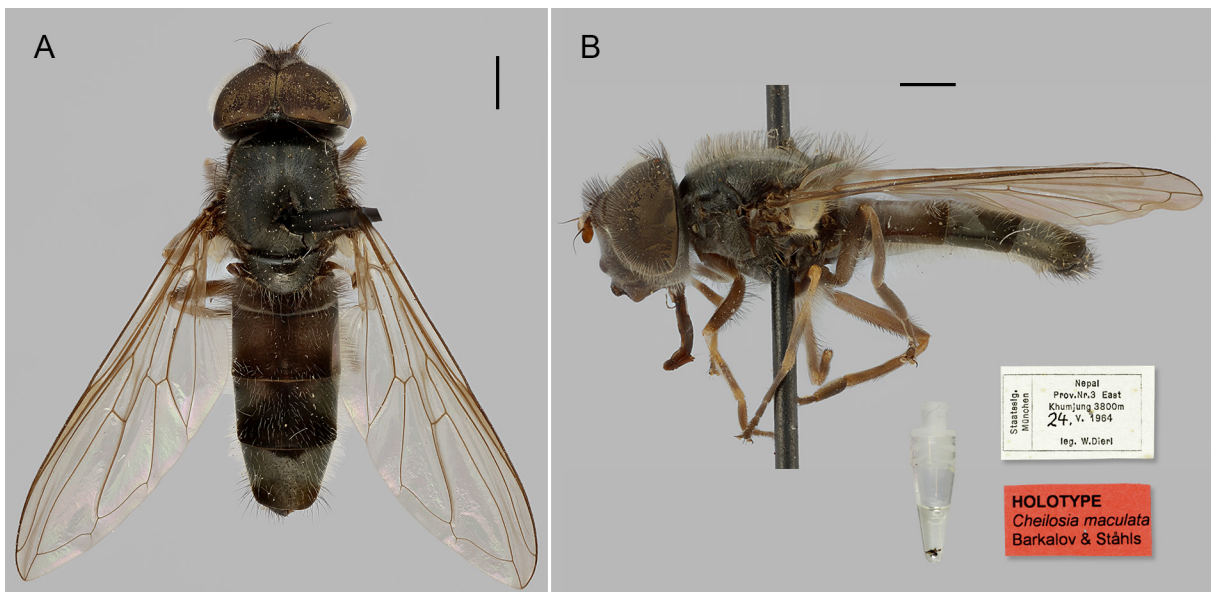 A
B
Staatsslg.
München
Nepal
Prov.Nr.3 East
Khumjung 3800m
24. V. 1964
leg. W.Dierl
HOLOTYPE
Cheilosia maculata
Barkalov & Ståhls